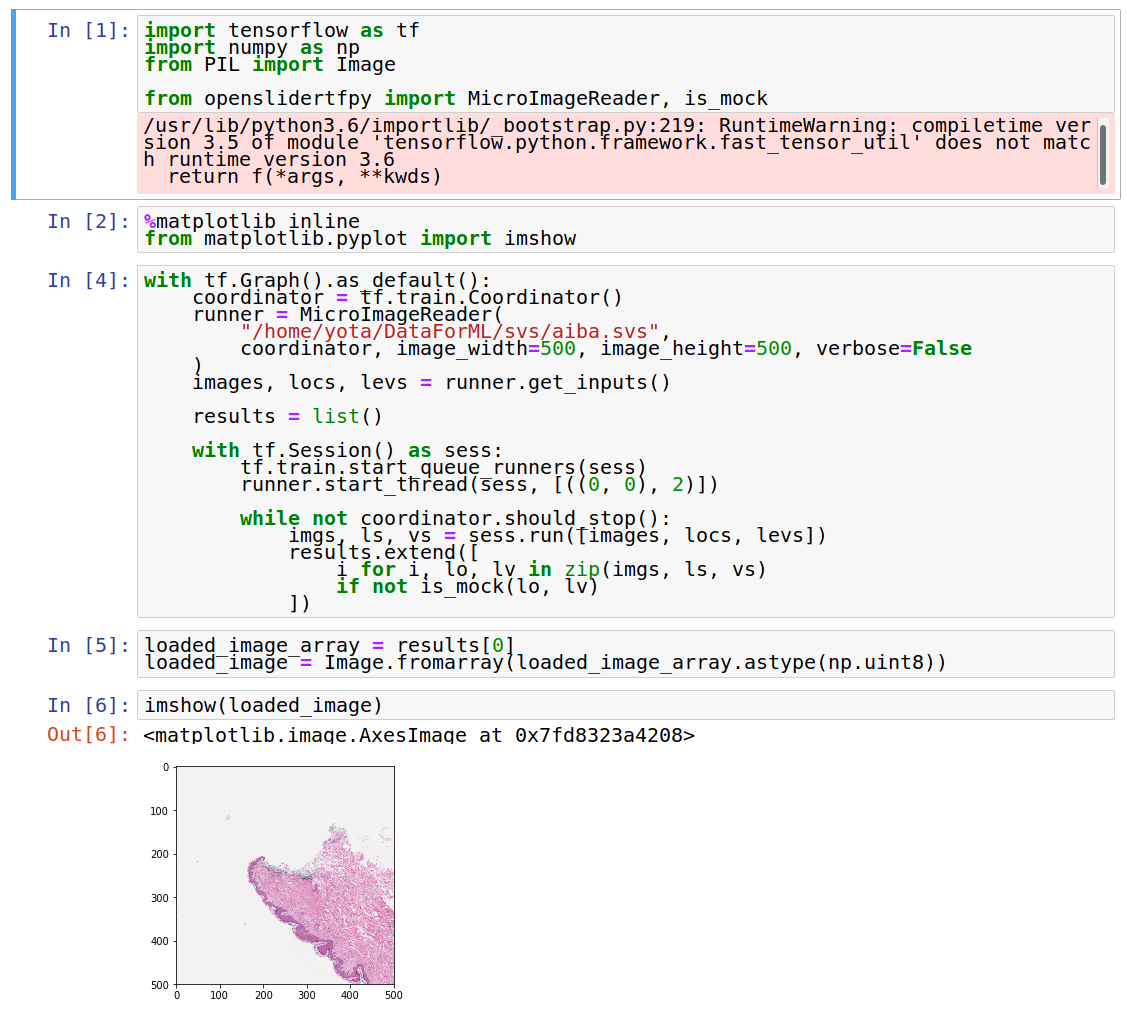 In [1]: import tensorflow as tf
import numpy as np
from PIL import Image
from openslidertfpy import MicroImageReader, is_mock
/usr/lib/python3.6/importlib/_bootstrap.py:219: RuntimeWarning: compiletime ver
sion 3.5 of module 'tensorflow.python.framework.fast_tensor_util' does not matc
h runtime version 3.6
  return f(*args, **kwds)
In [2]: %matplotlib inline
from matplotlib.pyplot import imshow
In [4]: with tf.Graph().as_default():
    coordinator = tf.train.Coordinator()
    runner = MicroImageReader(
        "/home/yota/DataForML/svs/aiba.svs",
        coordinator, image_width=500, image_height=500, verbose=False
    )
    images, locs, levs = runner.get_inputs()
    results = list()
    with tf.Session() as sess:
        tf.train.start_queue_runners(sess)
        runner.start_thread(sess, [((0, 0), 2)])
        while not coordinator.should_stop():
            imgs, ls, vs = sess.run([images, locs, levs])
            results.extend([
                i for i, lo, lv in zip(imgs, ls, vs)
                if not is_mock(lo, lv)
            ])
In [5]: loaded_image_array = results[0]
loaded_image = Image.fromarray(loaded_image_array.astype(np.uint8))
In [6]: imshow(loaded_image)
Out[6]: <matplotlib.image.AxesImage at 0x7fd8323a4208>
0
100
200
300
400
500
0 100 200 300 400 500